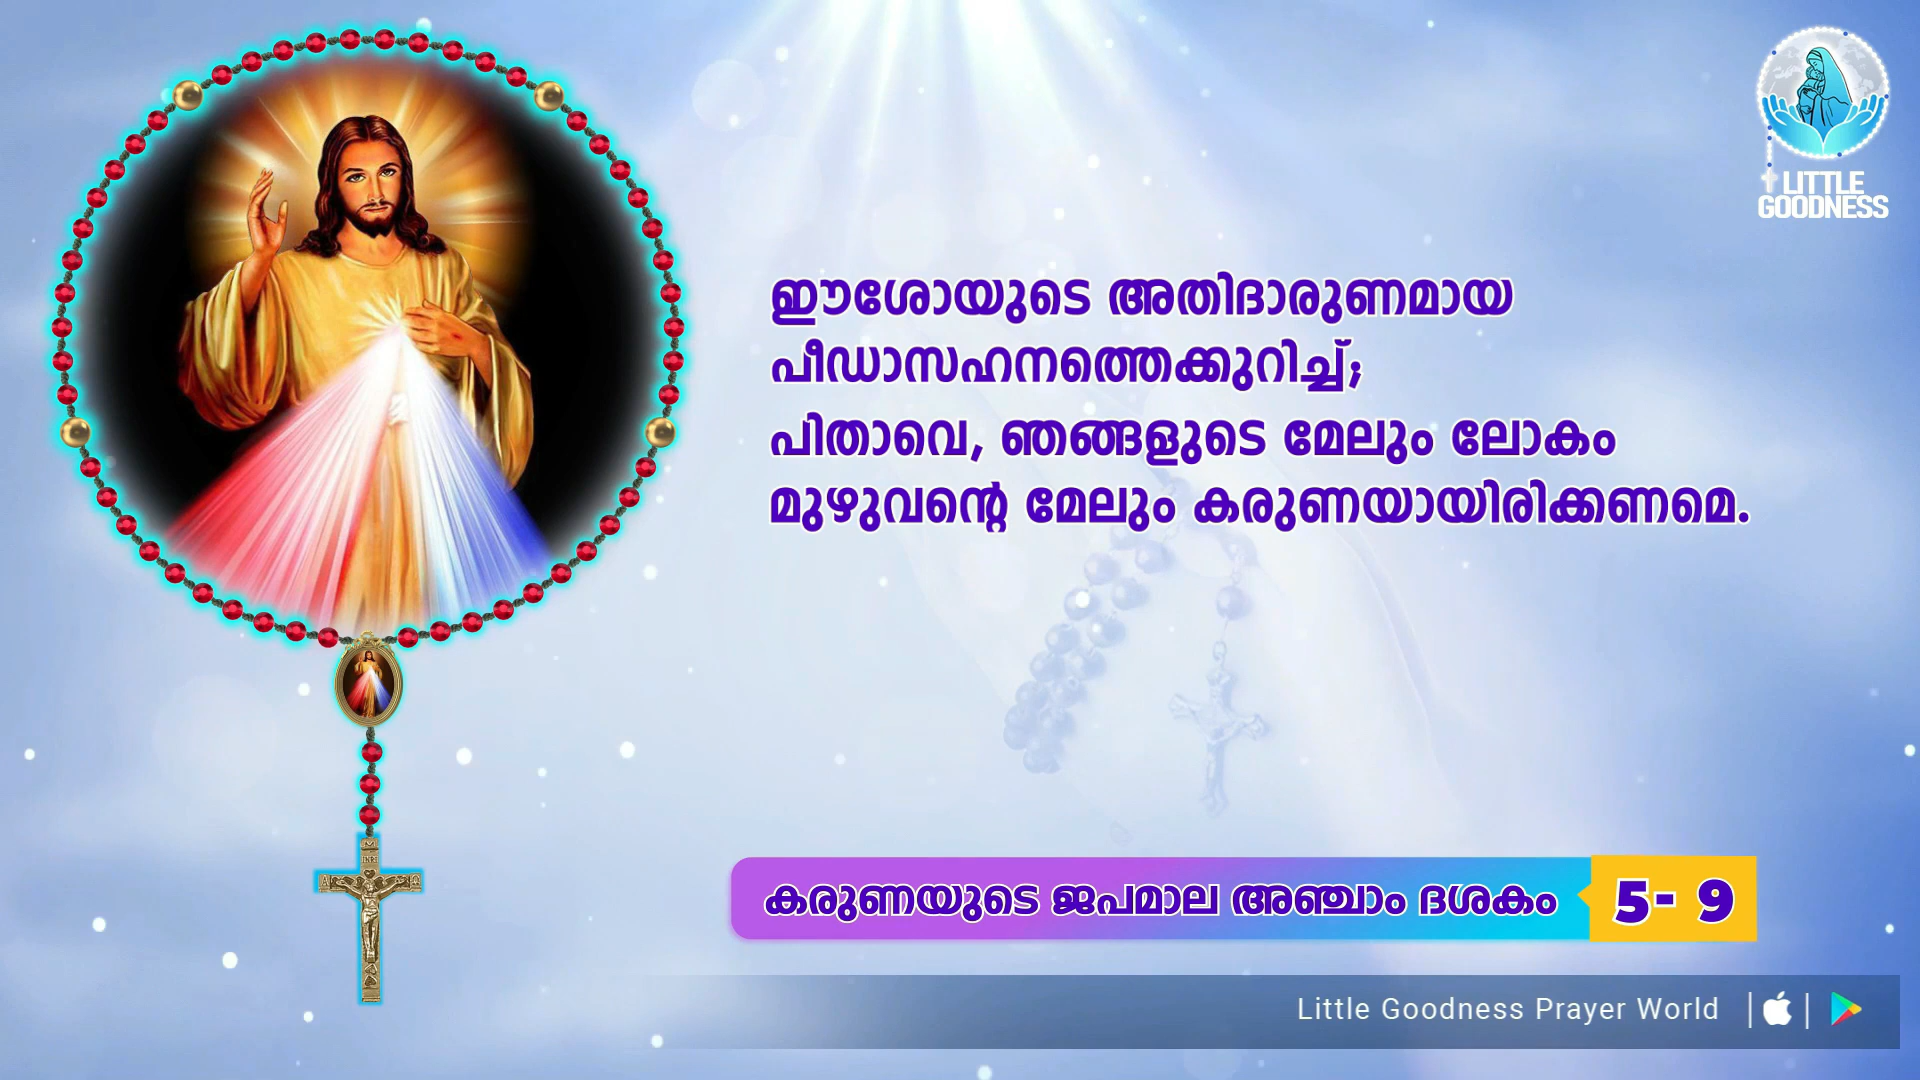 ഈശോയുടെ അതിദാരുണമായ
പീഡാസഹനത്തെക്കുറിച്ച്;
പിതാവെ, ഞങ്ങളുടെ മേലും ലോകം
മുഴുവന്റെ മേലും കരുണയായിരിക്കണമെ.
കരുണയുടെ ജപമാല അഞ്ചാം ദശകം 5- 9
Little Goodness Prayer World
LITTLE
GOODNESS
INRI